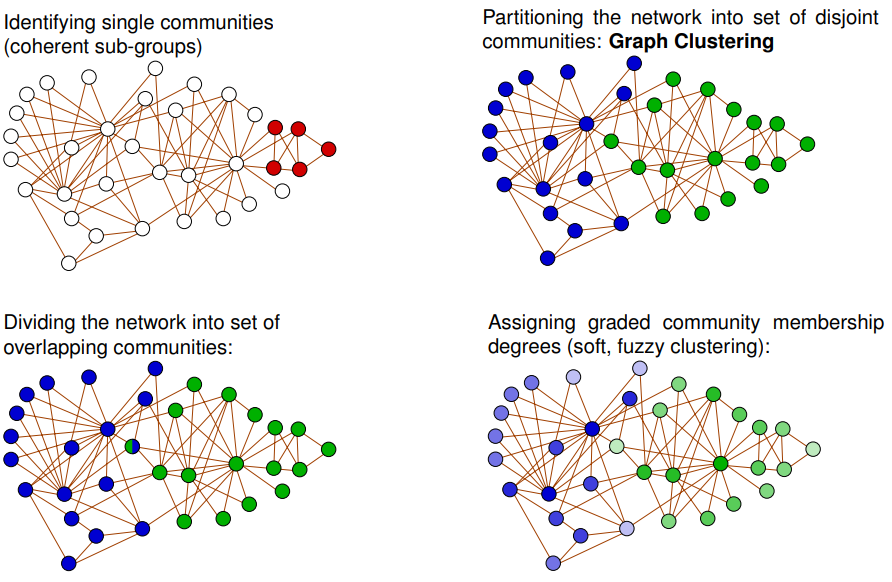 Identifying single communities
(coherent sub-groups)
Partitioning the network into set of disjoint
communities: Graph Clustering
Dividing the network into set of
overlapping communities:
Assigning graded community membership
degrees (soft, fuzzy clustering):